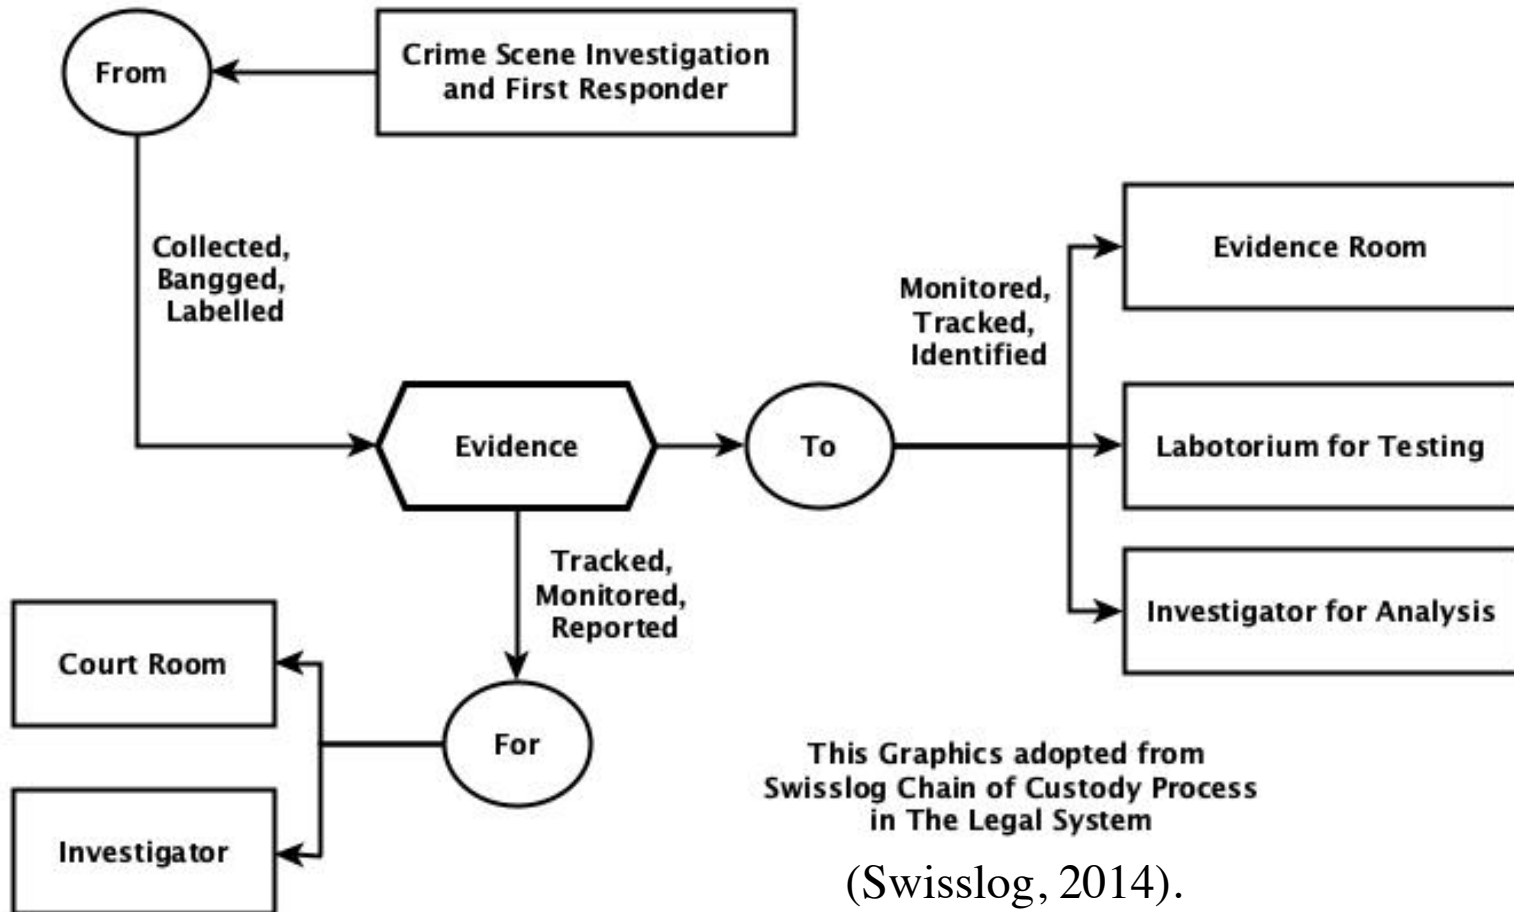 From
Crime Scene Investigation
and First Responder
Collected,
Bangged,
Labelled
Monitored,
Tracked,
Identified
Evidence Room
Evidence
To
Labotorium for Testing
Tracked,
Monitored,
Reported
Investigator for Analysis
Court Room
For
Investigator
This Graphics adopted from
Swisslog Chain of Custody Process
in The Legal System
(Swisslog, 2014).